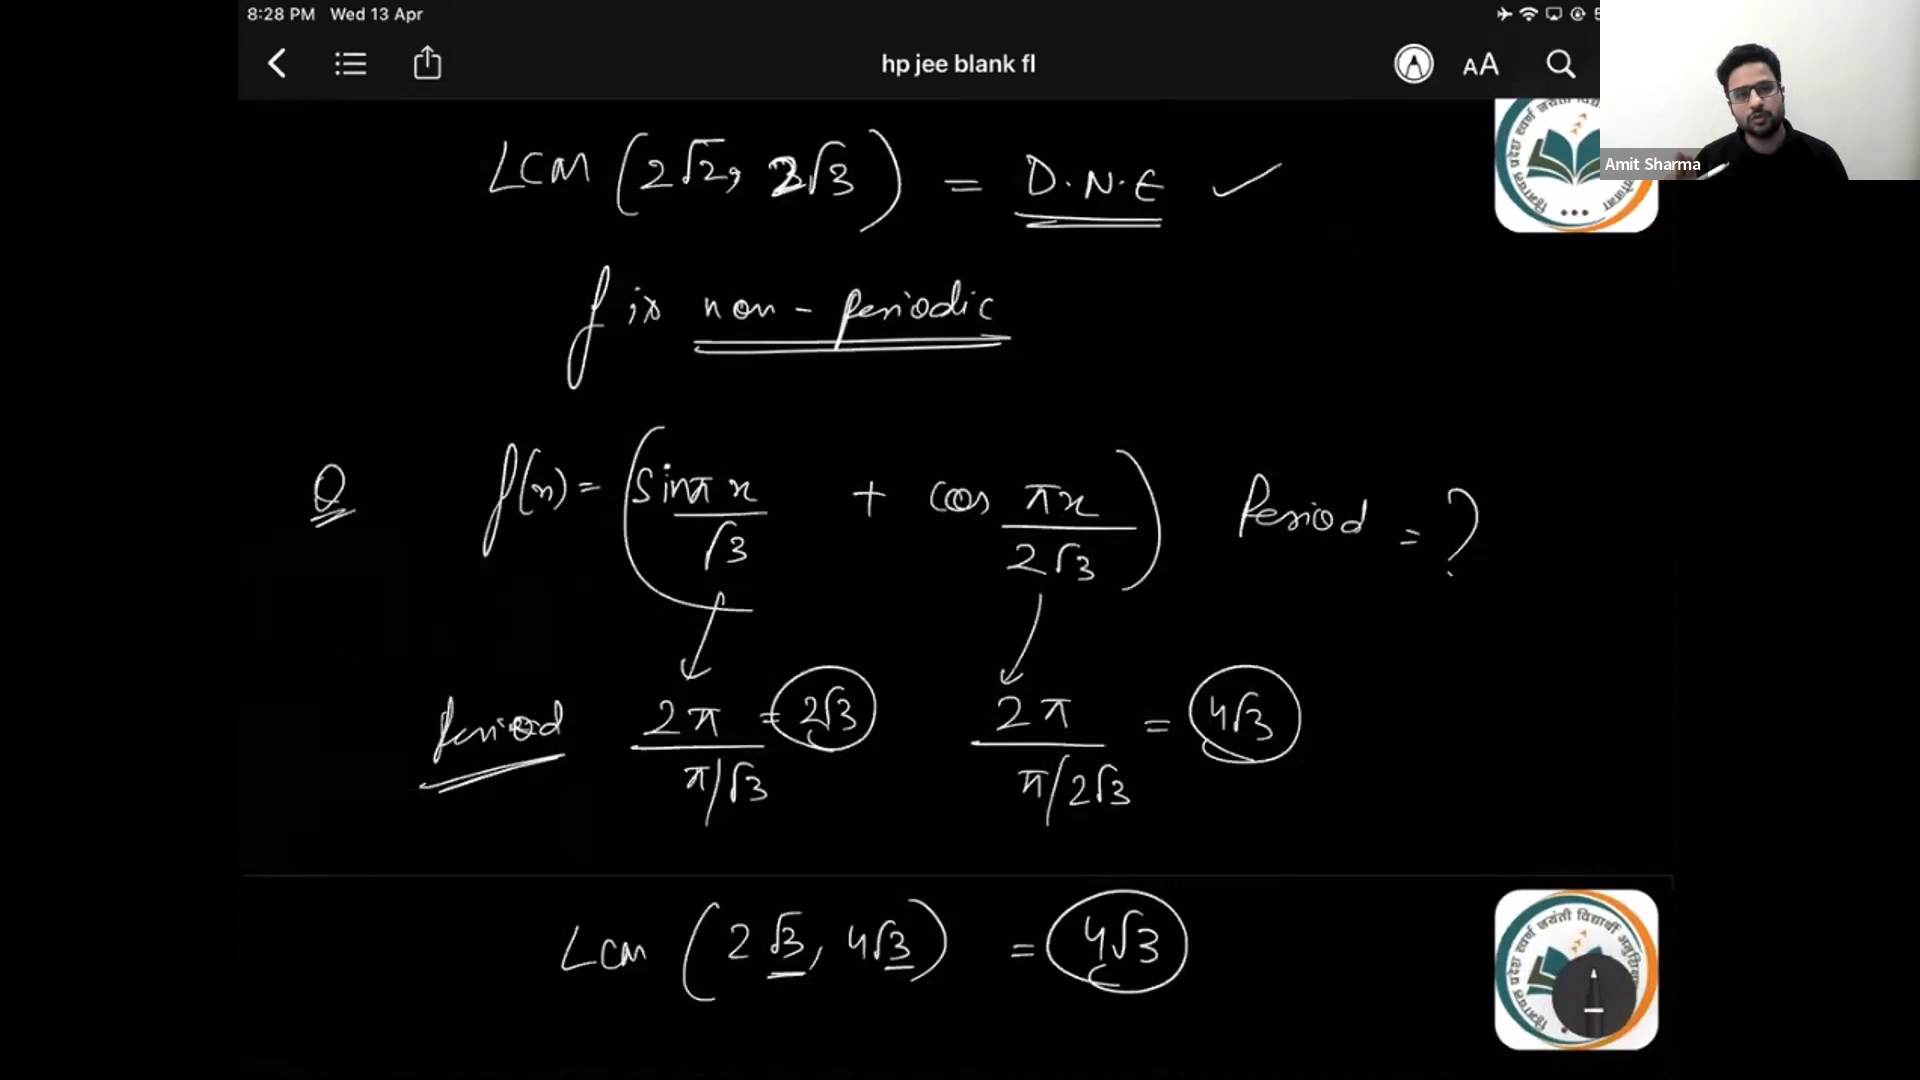 8:28 PM Wed 13 Apr
hp jee blank fl
AA
Amit Sharma
LCM (2√2, 2√3) = D.N.E ✓
f is non - periodic
Q f(x) = (sin πx/√3 + cos πx/2√3) Period = ?
Period 2π/π/√3 = 2√3 2π/π/2√3 = 4√3
LCM (2√3, 4√3) = 4√3